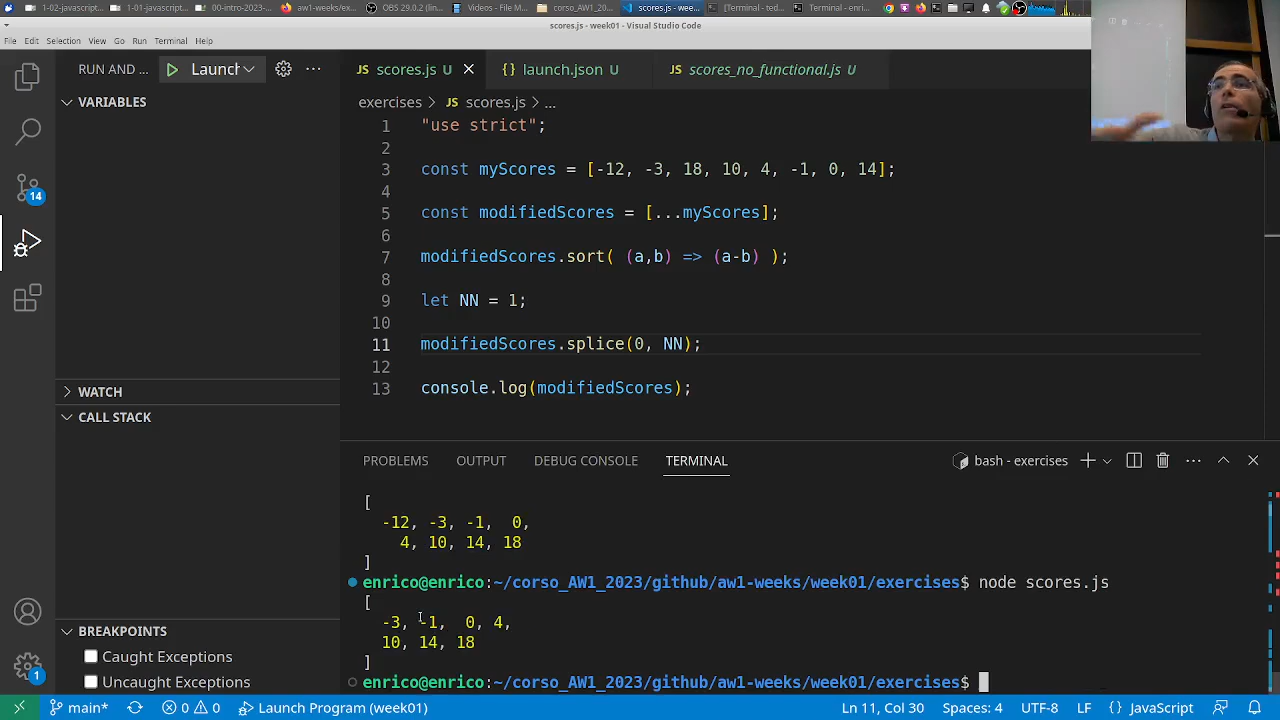 1-02-javascript... 1-01-javascript... 00-intro-2023-... aw1-weeks/ex... OBS 29.0.2 (... Videos - File M... corso_AW1_20... scores.js - wee... [Terminal - ted... Terminal - enri...
scores.js - week01 - Visual Studio Code
File Edit Selection View Go Run Terminal Help
RUN AND ... Launch scores.js U launch.json U scores_no_functional.js U
VARIABLES
exercises > JS scores.js > ...
1 "use strict";
2
3 const myScores = [-12, -3, 18, 10, 4, -1, 0, 14];
4
5 const modifiedScores = [...myScores];
6
7 modifiedScores.sort( (a,b) => (a-b) );
8
9 let NN = 1;
10
11 modifiedScores.splice(0, NN);
12
13 console.log(modifiedScores);
14
WATCH
CALL STACK
BREAKPOINTS
Caught Exceptions
Uncaught Exceptions
1
PROBLEMS OUTPUT DEBUG CONSOLE TERMINAL bash - exercises
[
-12, -3, -1, 0,
4, 10, 14, 18
]
enrico@enrico:~/corso_AW1_2023/github/aw1-weeks/week01/exercises$ node scores.js
[
-3, -1, 0, 4,
10, 14, 18
]
enrico@enrico:~/corso_AW1_2023/github/aw1-weeks/week01/exercises$
main* 0 0 Launch Program (week01) Ln 11, Col 30 Spaces: 4 UTF-8 LF JavaScript